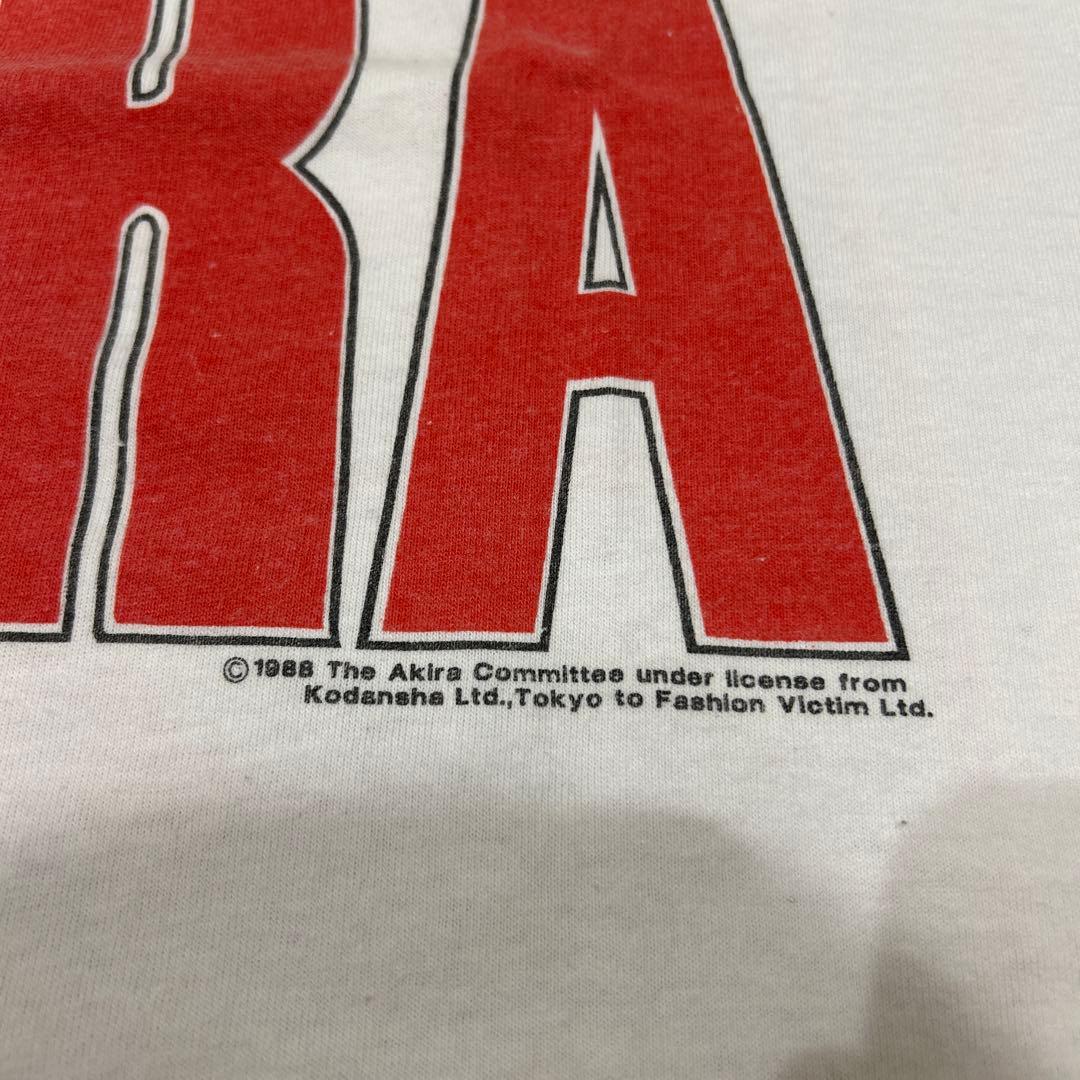 RA
©1988 The Akira Committee under license from
Kodansha Ltd.,Tokyo to Fashion Victim Ltd.